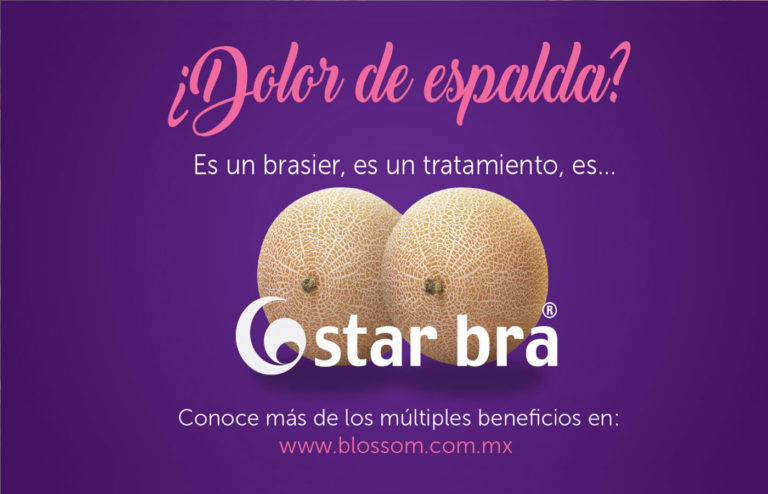 ¿Dolor de espalda?
Es un brasier, es un tratamiento, es...
star bra®
Conoce más de los múltiples beneficios en:
www.blossom.com.mx